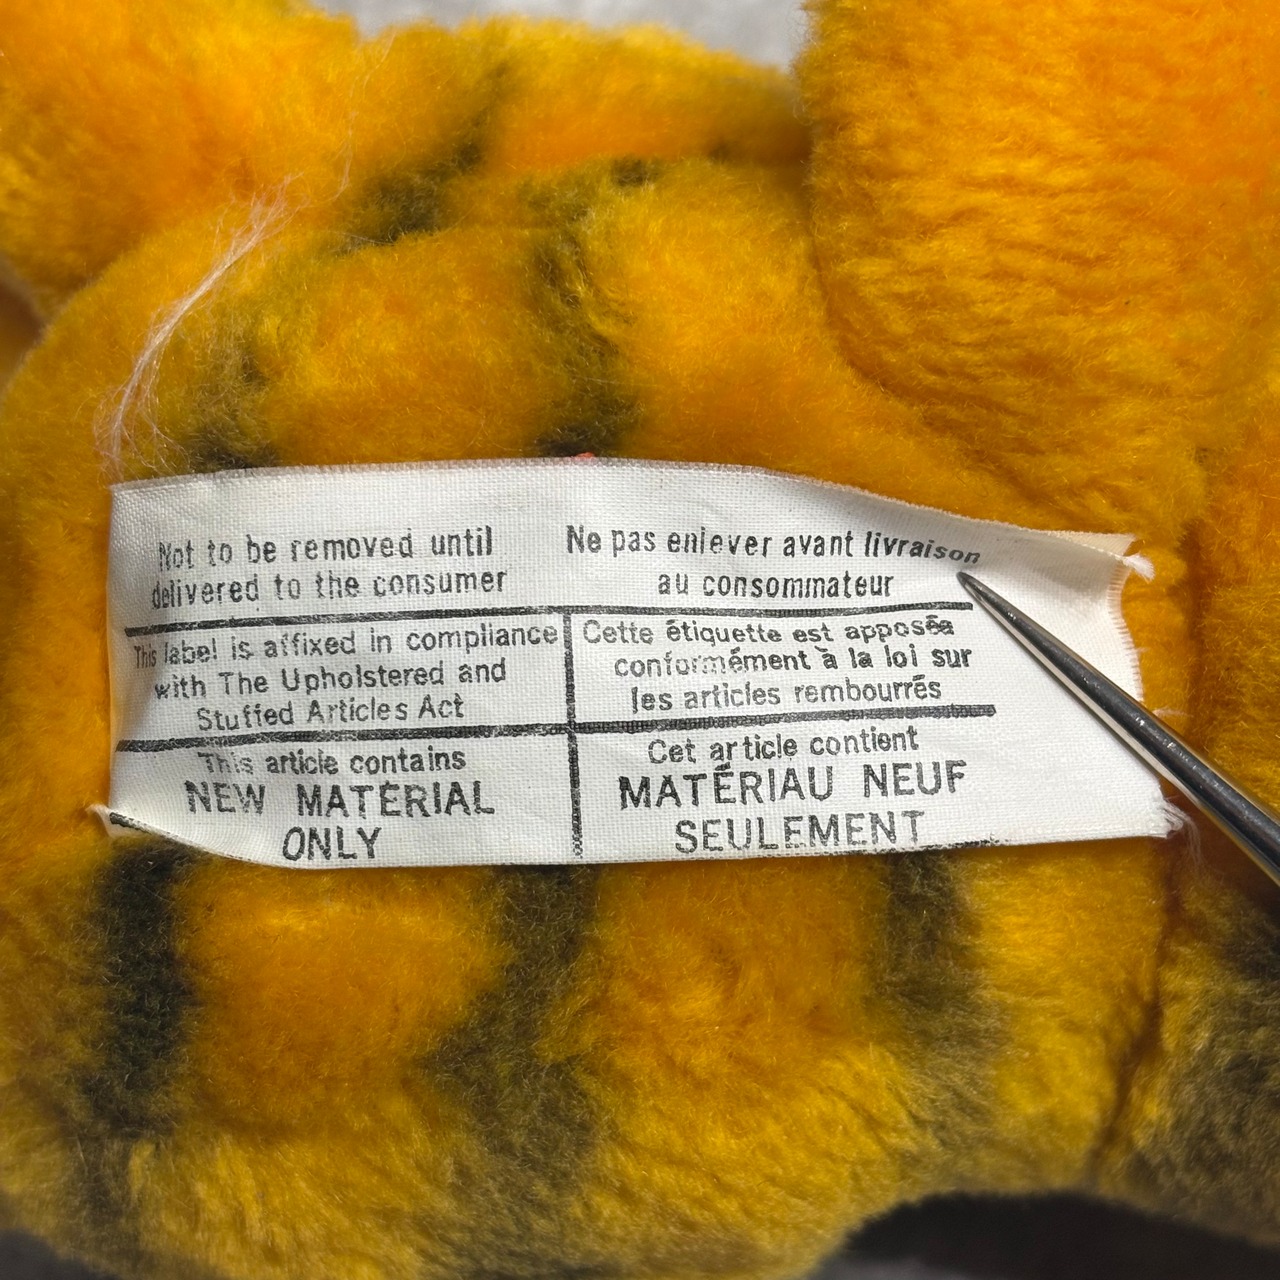 Not to be removed until
delivered to the consumer
Ne pas enlever avant livraison
au consommateur
This label is affixed in compliance
with The Upholstered and
Stuffed Articles Act
Cette étiquette est apposée
conformément à la loi sur
les articles rembourrés
This article contains
NEW MATERIAL
ONLY
Cet article contient
MATÉRIAU NEUF
SEULEMENT